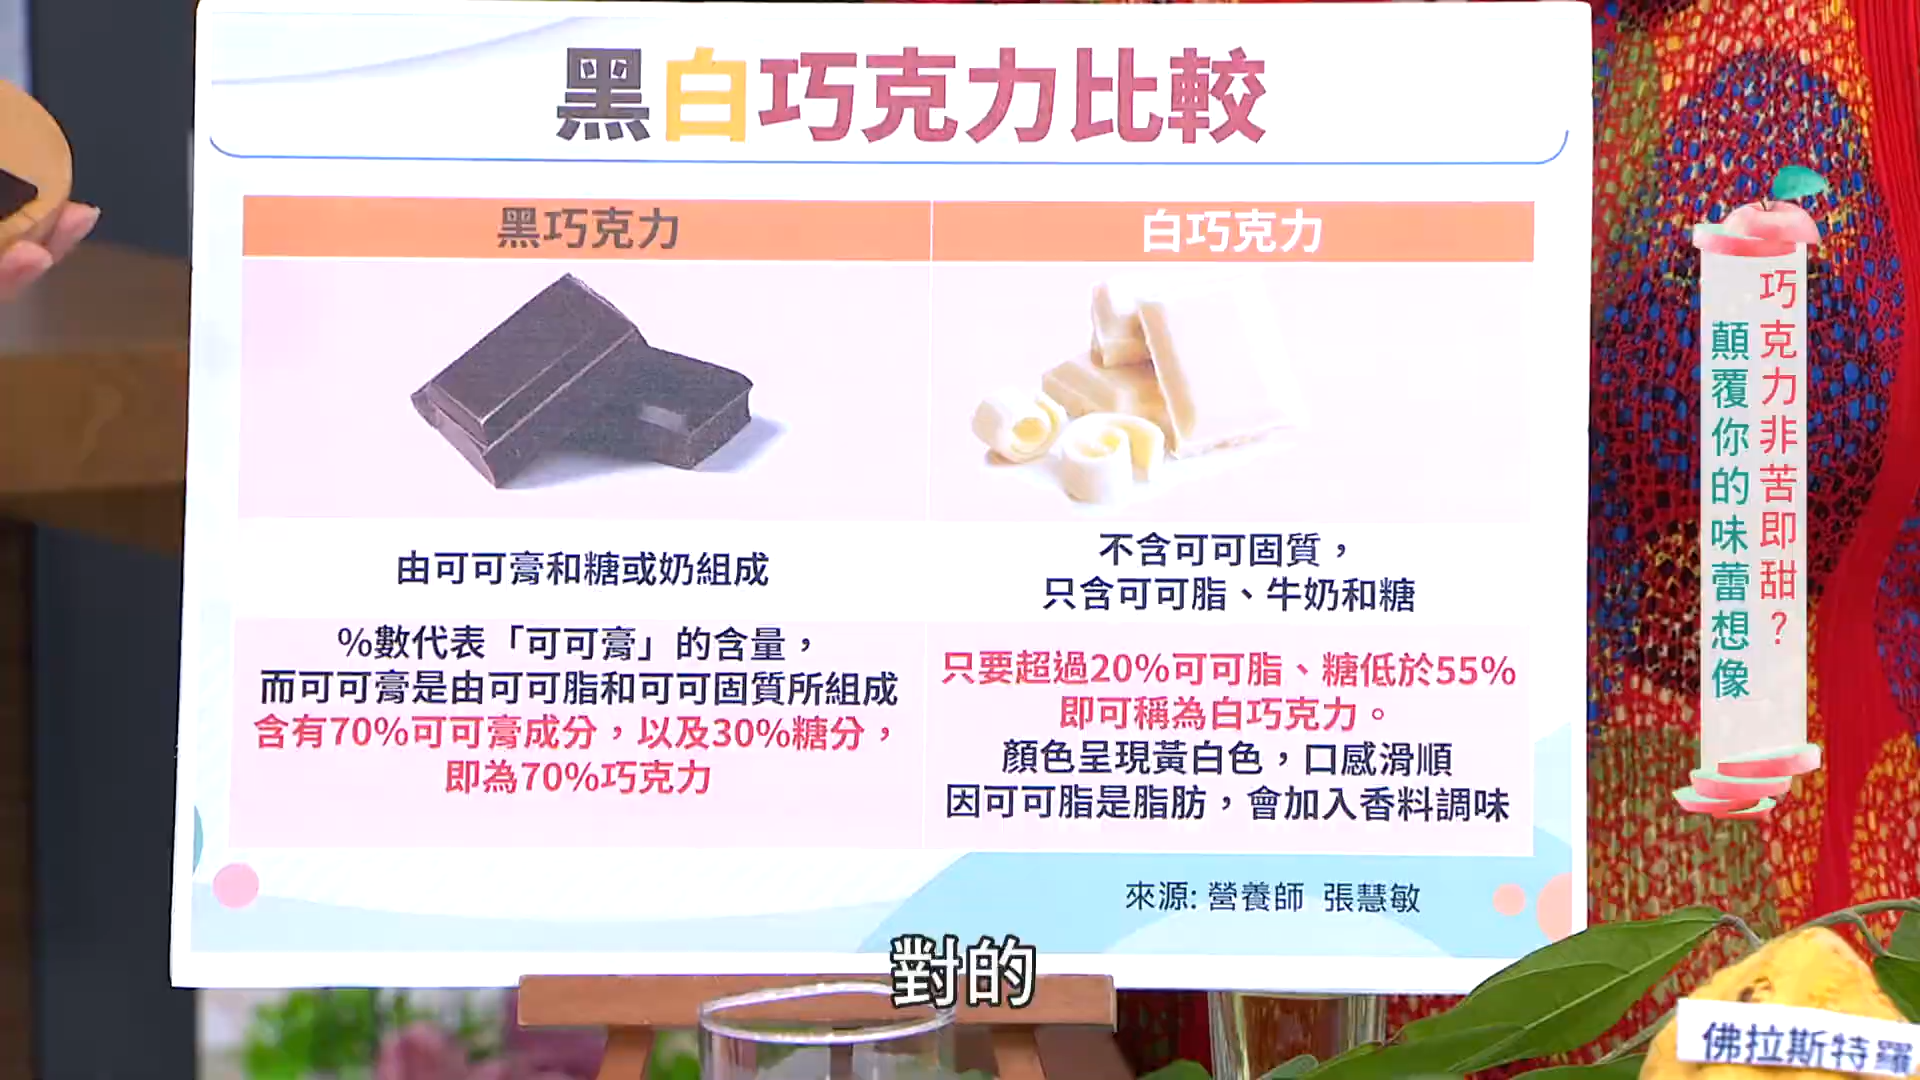 黑白巧克力比較
黑巧克力
白巧克力
由可可膏和糖或奶組成
不含可可固質，
只含可可脂、牛奶和糖
%數代表「可可膏」的含量，
而可可膏是由可可脂和可可固質所組成
含有70%可可膏成分，以及30%糖分，
即為70%巧克力
只要超過20%可可脂、糖低於55%
即可稱為白巧克力。
顏色呈現黃白色，口感滑順
因可可脂是脂肪，會加入香料調味
來源: 營養師 張慧敏
巧克力非苦即甜？
顛覆你的味蕾想像
對的
佛拉斯特羅